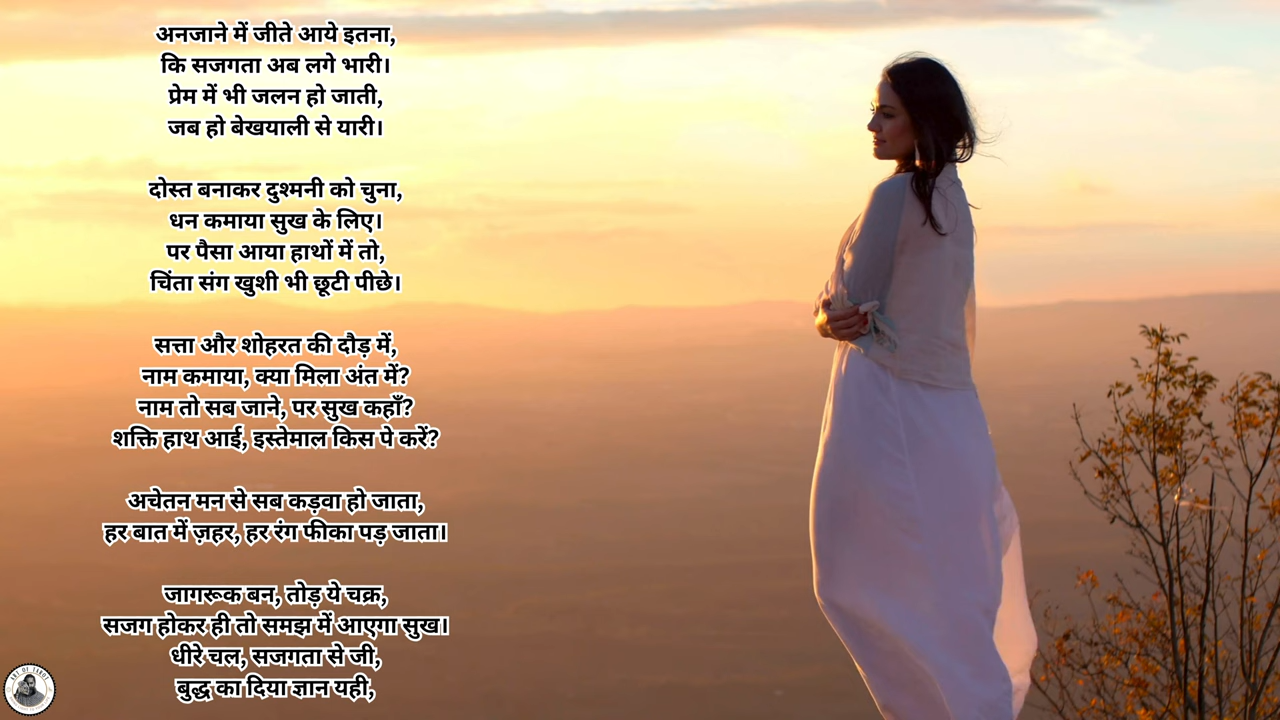 अनजाने में जीते आये इतना,
कि सजगता अब लगे भारी।
प्रेम में भी जलन हो जाती,
जब हो बेखयाली से यारी।
दोस्त बनाकर दुश्मनी को चुना,
धन कमाया सुख के लिए।
पर पैसा आया हाथों में तो,
चिंता संग खुशी भी छूटी पीछे।
सत्ता और शोहरत की दौड़ में,
नाम कमाया, क्या मिला अंत में?
नाम तो सब जाने, पर सुख कहाँ?
शक्ति हाथ आई, इस्तेमाल किस पे करें?
अचेतन मन से सब कड़वा हो जाता,
हर बात में ज़हर, हर रंग फीका पड़ जाता।
जागरूक बन, तोड़ ये चक्र,
सजग होकर ही तो समझ में आएगा सुख।
धीरे चल, सजगता से जी,
बुद्ध का दिया ज्ञान यही,